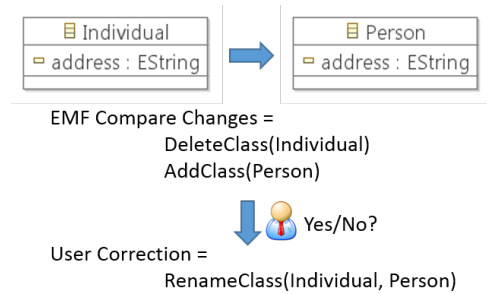 Individual
address : EString
Person
address : EString
EMF Compare Changes =
DeleteClass(Individual)
AddClass(Person)
Yes/No?
User Correction =
RenameClass(Individual, Person)